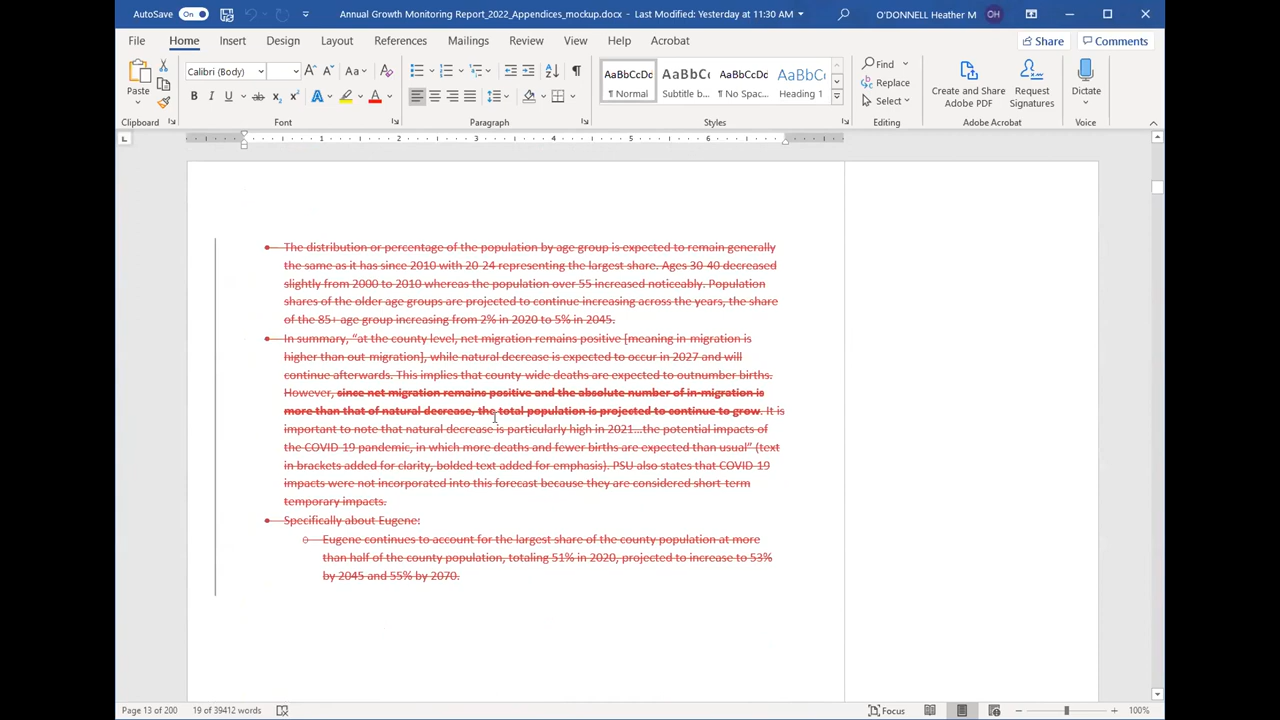 AutoSave On Annual Growth Monitoring Report_2022_Appendices_mockup.docx - Last Modified: Yesterday at 11:30 AM O'DONNELL Heather M OH
File Home Insert Design Layout References Mailings Review View Help Acrobat Share Comments
Paste
Clipboard
Calibri (Body)
Font
Paragraph
AaBbCcDd AaBbCcDd AaBbCcDd AaBbCcDd
¶ Normal Subtitle b... ¶ No Spac... Heading 1
Styles
Find
Replace
Select
Editing
Create and Share
Adobe PDF
Request
Signatures
Adobe Acrobat
Dictate
Voice
1 2 3 4 5 6
• The distribution or percentage of the population by age group is expected to remain generally
the same as it has since 2010 with 20-24 representing the largest share. Ages 30-40 decreased
slightly from 2000 to 2010 whereas the population over 55 increased noticeably. Population
shares of the older age groups are projected to continue increasing across the years, the share
of the 85+ age group increasing from 2% in 2020 to 5% in 2045.
• In summary, “at the county level, net migration remains positive [meaning in-migration is
higher than out-migration], while natural decrease is expected to occur in 2027 and will
continue afterwards. This implies that county-wide deaths are expected to outnumber births.
However, since net migration remains positive and the absolute number of in-migration is
more than that of natural decrease, the total population is projected to continue to grow. It is
important to note that natural decrease is particularly high in 2021…the potential impacts of
the COVID-19 pandemic, in which more deaths and fewer births are expected than usual” (text
in brackets added for clarity, bolded text added for emphasis). PSU also states that COVID-19
impacts were not incorporated into this forecast because they are considered short-term
temporary impacts.
• Specifically about Eugene:
o Eugene continues to account for the largest share of the county population at more
than half of the county population, totaling 51% in 2020, projected to increase to 53%
by 2045 and 55% by 2070.
Page 13 of 200 19 of 39412 words Focus 100%